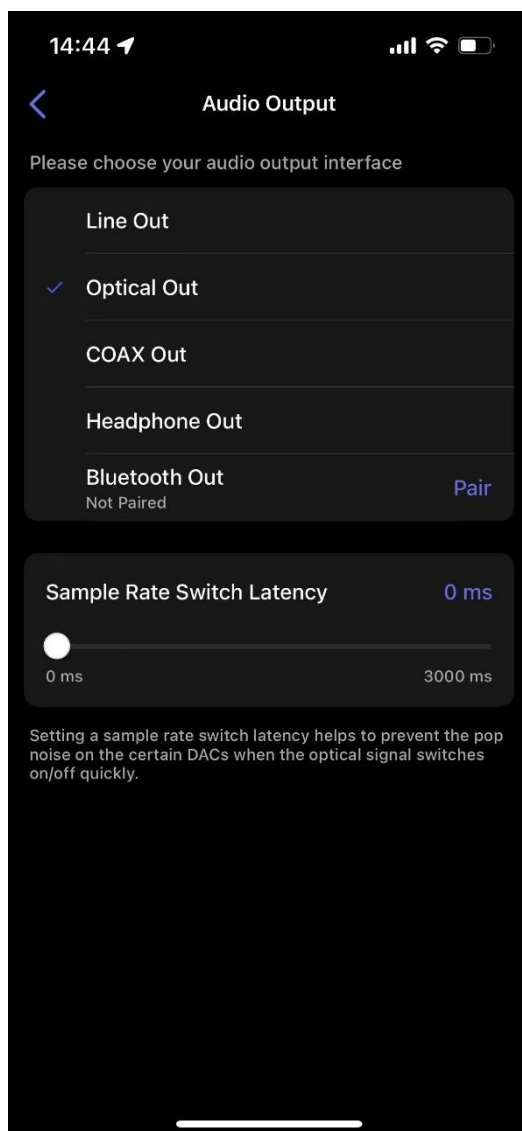 14:44
Audio Output
Please choose your audio output interface
Line Out
Optical Out
COAX Out
Headphone Out
Bluetooth Out
Not Paired
Pair
Sample Rate Switch Latency
0 ms
0 ms
3000 ms
Setting a sample rate switch latency helps to prevent the pop
noise on the certain DACs when the optical signal switches
on/off quickly.